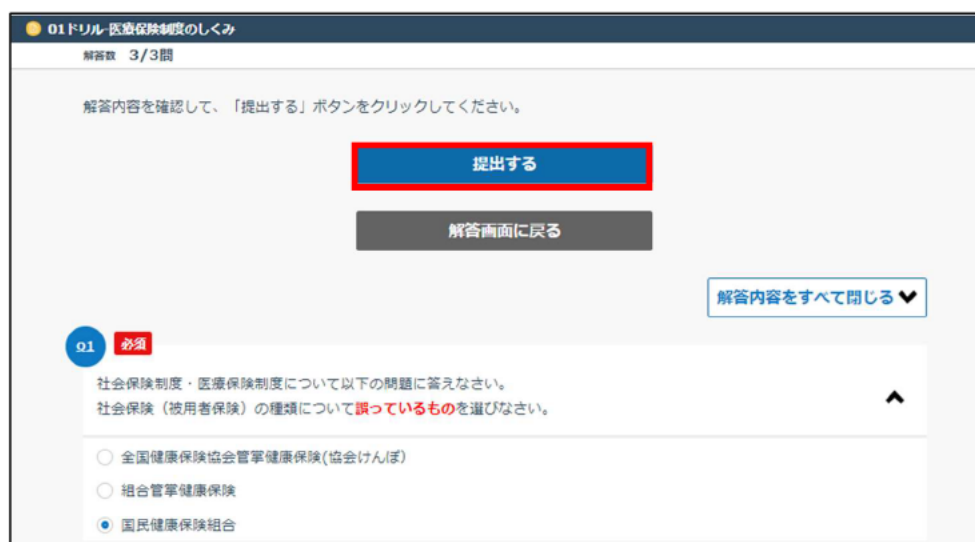 01ドリル-医療保険制度のしくみ
解答数 3/3問
解答内容を確認して、「提出する」ボタンをクリックしてください。
提出する
解答画面に戻る
解答内容をすべて閉じる
Q1 必須
社会保険制度・医療保険制度について以下の問題に答えなさい。
社会保険（被用者保険）の種類について誤っているものを選びなさい。
全国健康保険協会管掌健康保険(協会けんぽ)
組合管掌健康保険
国民健康保険組合